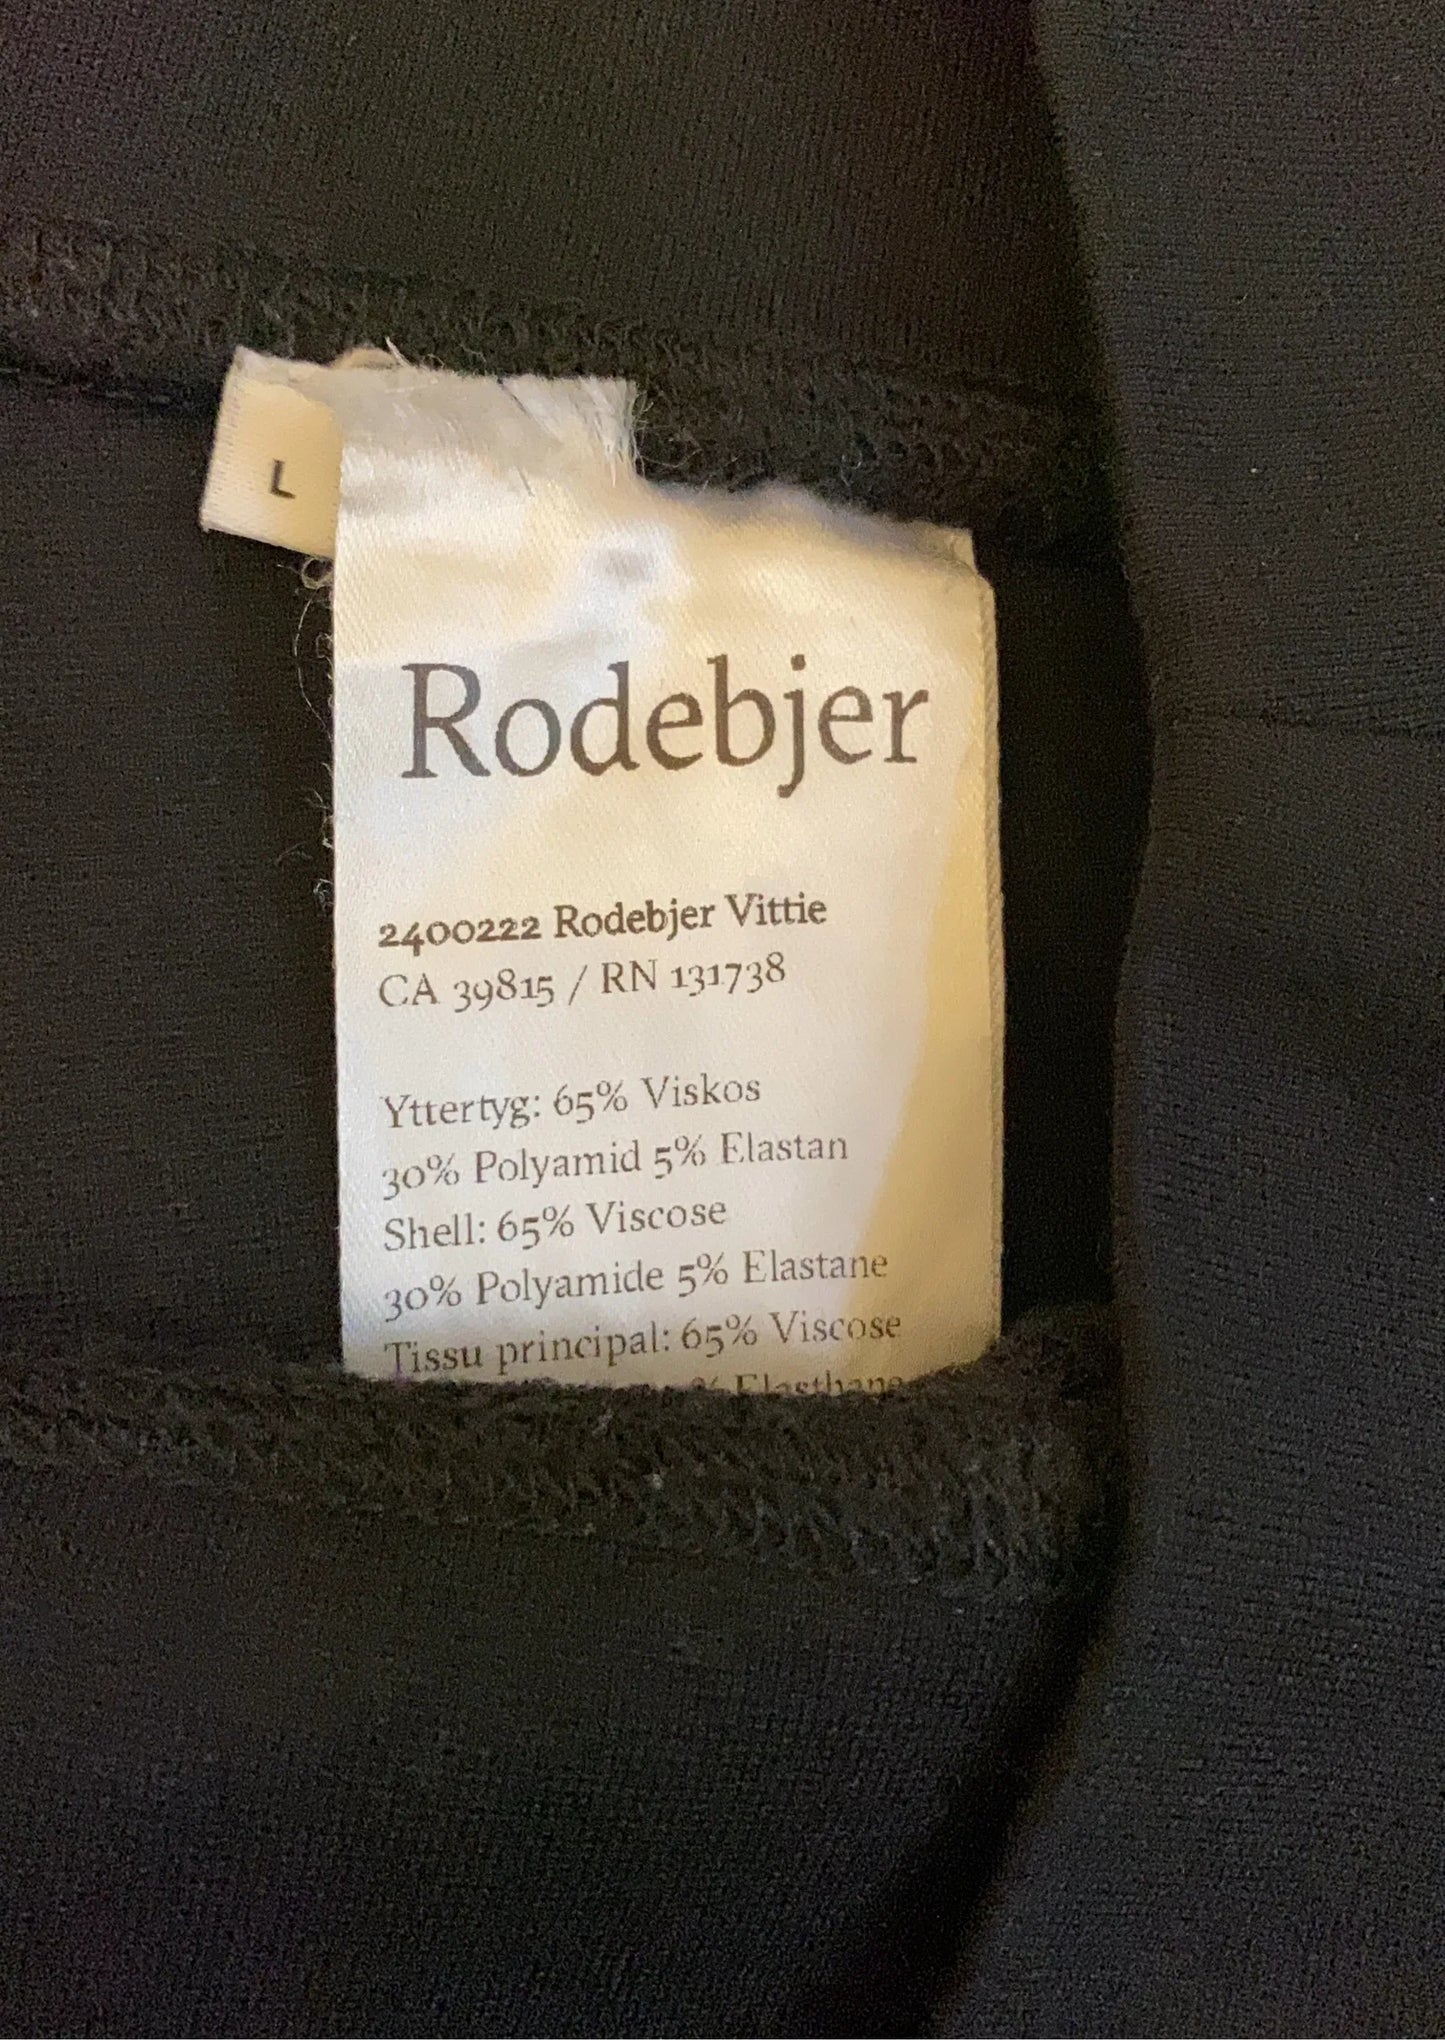 L
Rodebjer
2400222 Rodebjer Vittie
CA 39815 / RN 131738
Yttertyg: 65% Viskos
30% Polyamid 5% Elastan
Shell: 65% Viscose
30% Polyamide 5% Elastane
Tissu principal: 65% Viscose
% Elasthane